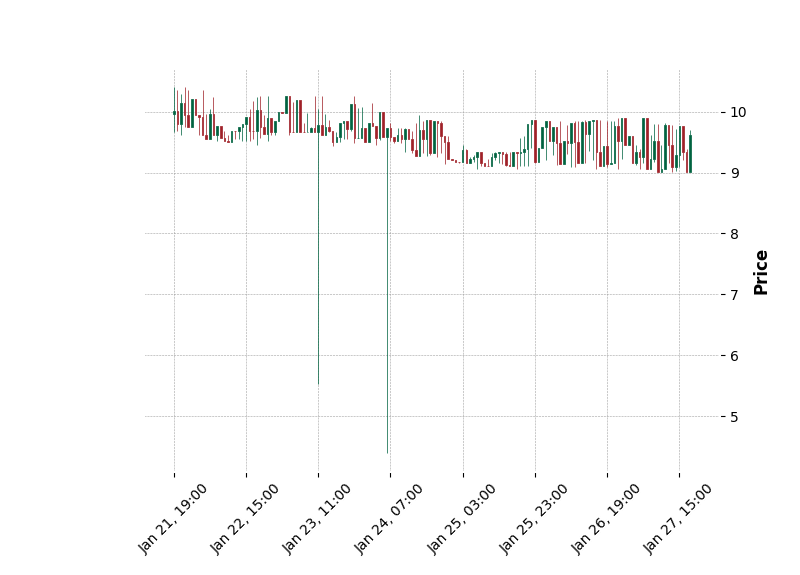 10
9
8
7
6
5
Price
Jan 21, 19:00
Jan 22, 15:00
Jan 23, 11:00
Jan 24, 07:00
Jan 25, 03:00
Jan 25, 23:00
Jan 26, 19:00
Jan 27, 15:00